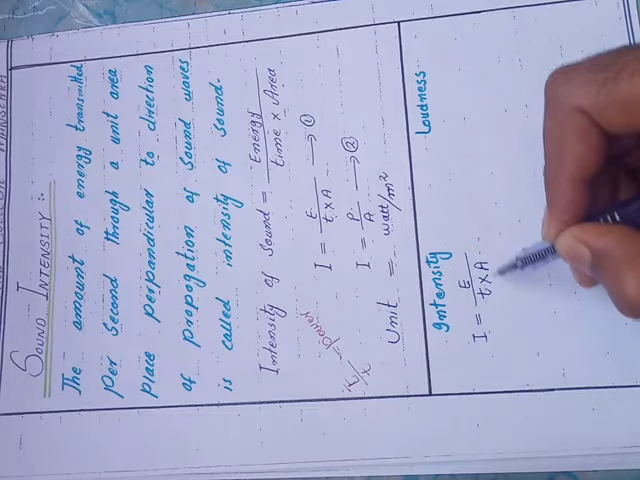 SOUND INTENSITY :-
The amount of energy transmitted
per Second through a unit area
place perpandicular to direction
of propogation of Sound waves
is called intensity of sound.
Intensity of Sound = Energy / time x Area
I = E / t x A → ①
E/t = power
I = P / A → ②
Unit = watt/m²
Intensity
Loudness
I = E / t x A